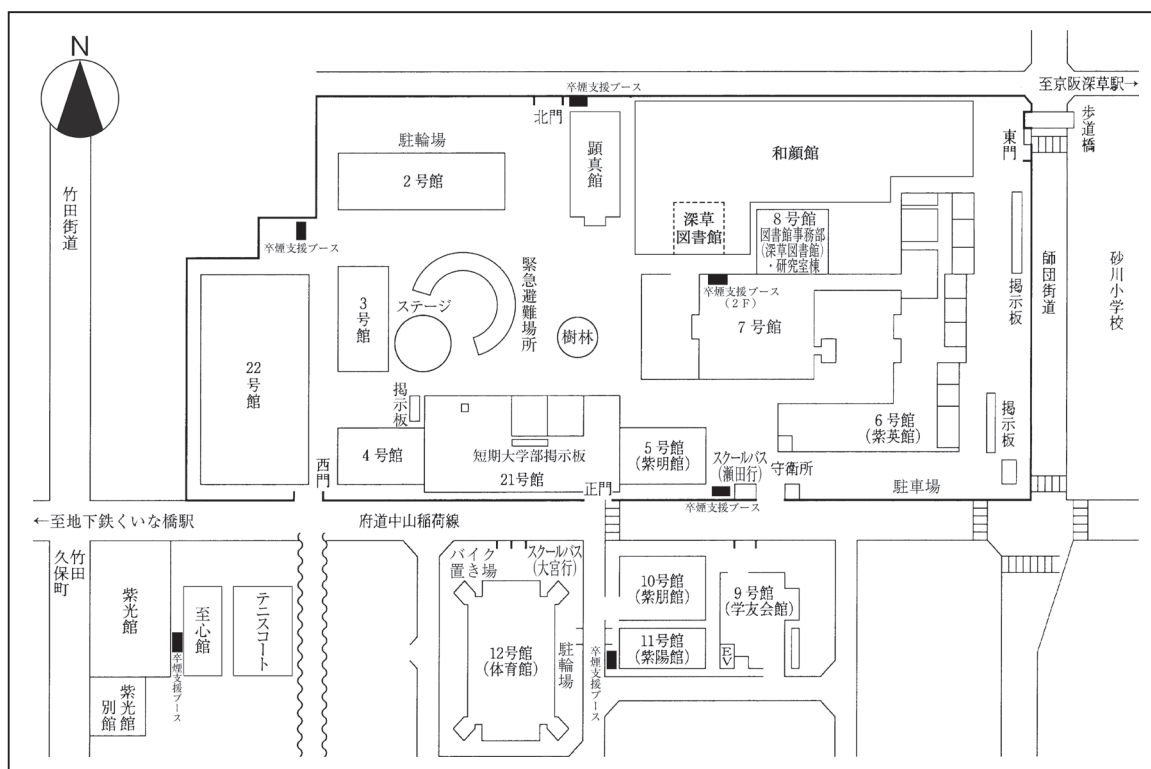 N
卒煙支援ブース
至京阪深草駅→
北門
歩道橋
駐輪場
顕真館
和顔館
東門
2号館
竹田街道
深草
図書館
8号館
図書館事務部
(深草図書館)
・研究室棟
卒煙支援ブース
緊急避難場所
師団街道
砂川小学校
掲示板
3号館
ステージ
卒煙支援ブース
(2F)
7号館
樹林
22号館
掲示板
掲示板
6号館
(紫英館)
4号館
短期大学部掲示板
21号館
5号館
(紫明館)
スクールバス
(瀬田行)
守衛所
西門
正門
駐車場
卒煙支援ブース
←至地下鉄くいな橋駅
府道中山稲荷線
竹田
久保町
バイク
置き場
スクールバス
(大宮行)
紫光館
至心館
テニスコート
10号館
(紫朋館)
9号館
(学友会館)
卒煙支援ブース
12号館
(体育館)
駐輪場
卒煙支援ブース
11号館
(紫陽館)
EV
紫光館
別館